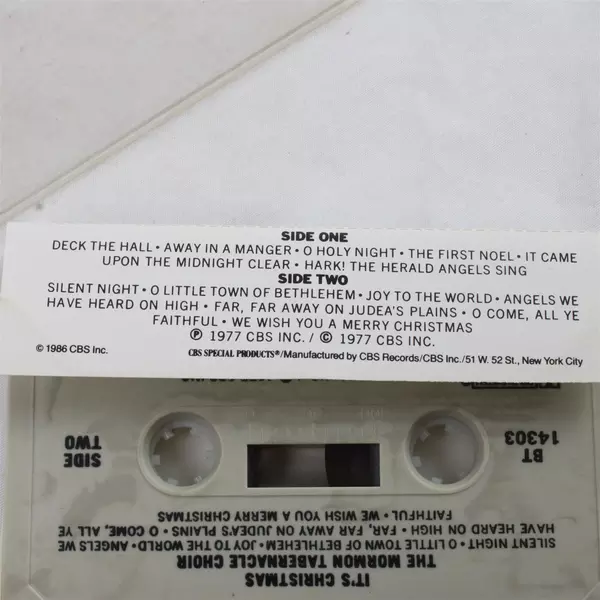 SIDE ONE
DECK THE HALL • AWAY IN A MANGER • O HOLY NIGHT • THE FIRST NOEL • IT CAME
UPON THE MIDNIGHT CLEAR • HARK! THE HERALD ANGELS SING
SIDE TWO
SILENT NIGHT • O LITTLE TOWN OF BETHLEHEM • JOY TO THE WORLD • ANGELS WE
HAVE HEARD ON HIGH • FAR, FAR AWAY ON JUDEA'S PLAINS • O COME, ALL YE
FAITHFUL • WE WISH YOU A MERRY CHRISTMAS
℗ 1977 CBS INC. / © 1977 CBS INC.
© 1986 CBS Inc. CBS SPECIAL PRODUCTS®/Manufactured by CBS Records/CBS Inc./51 W. 52 St., New York City
IT'S CHRISTMAS
THE MORMON TABERNACLE CHOIR
SILENT NIGHT • O LITTLE TOWN OF BETHLEHEM • JOY TO THE WORLD • ANGELS WE
HAVE HEARD ON HIGH • FAR, FAR AWAY ON JUDEA'S PLAINS • O COME, ALL YE
FAITHFUL • WE WISH YOU A MERRY CHRISTMAS
BT
14303
SIDE
TWO